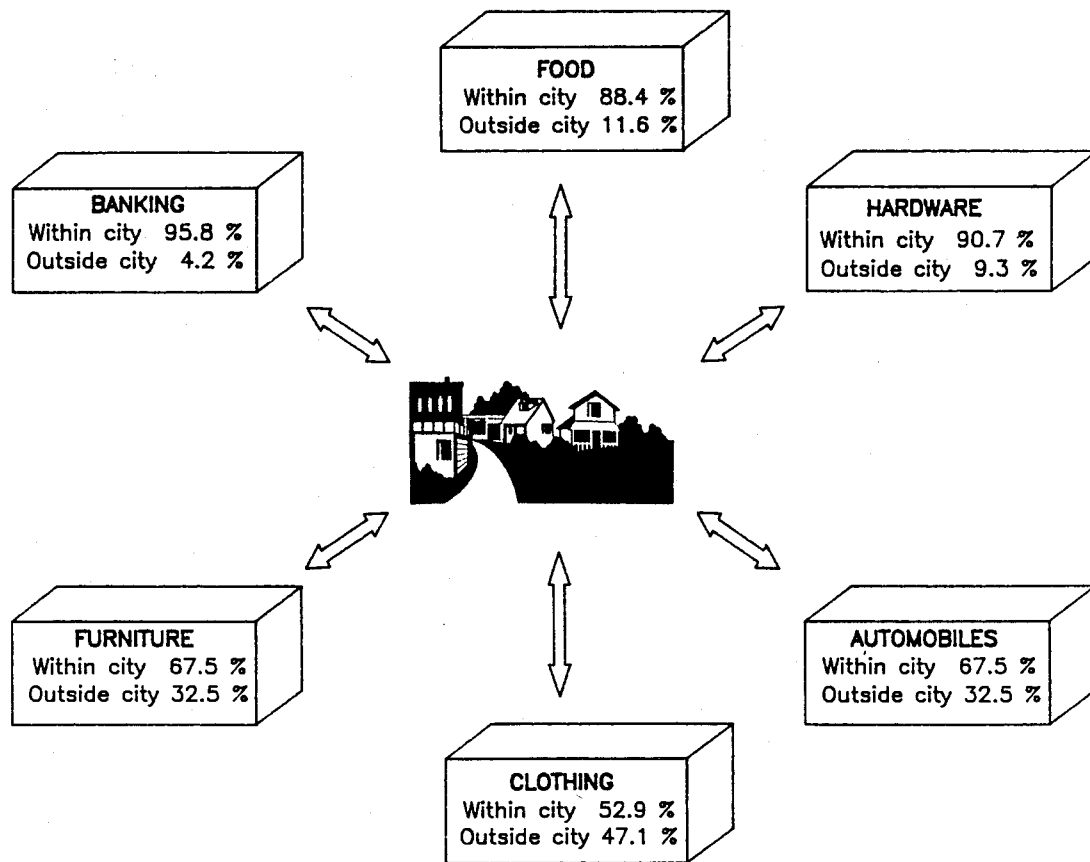 FOOD
Within city 88.4 %
Outside city 11.6 %
BANKING
Within city 95.8 %
Outside city 4.2 %
HARDWARE
Within city 90.7 %
Outside city 9.3 %
FURNITURE
Within city 67.5 %
Outside city 32.5 %
AUTOMOBILES
Within city 67.5 %
Outside city 32.5 %
CLOTHING
Within city 52.9 %
Outside city 47.1 %